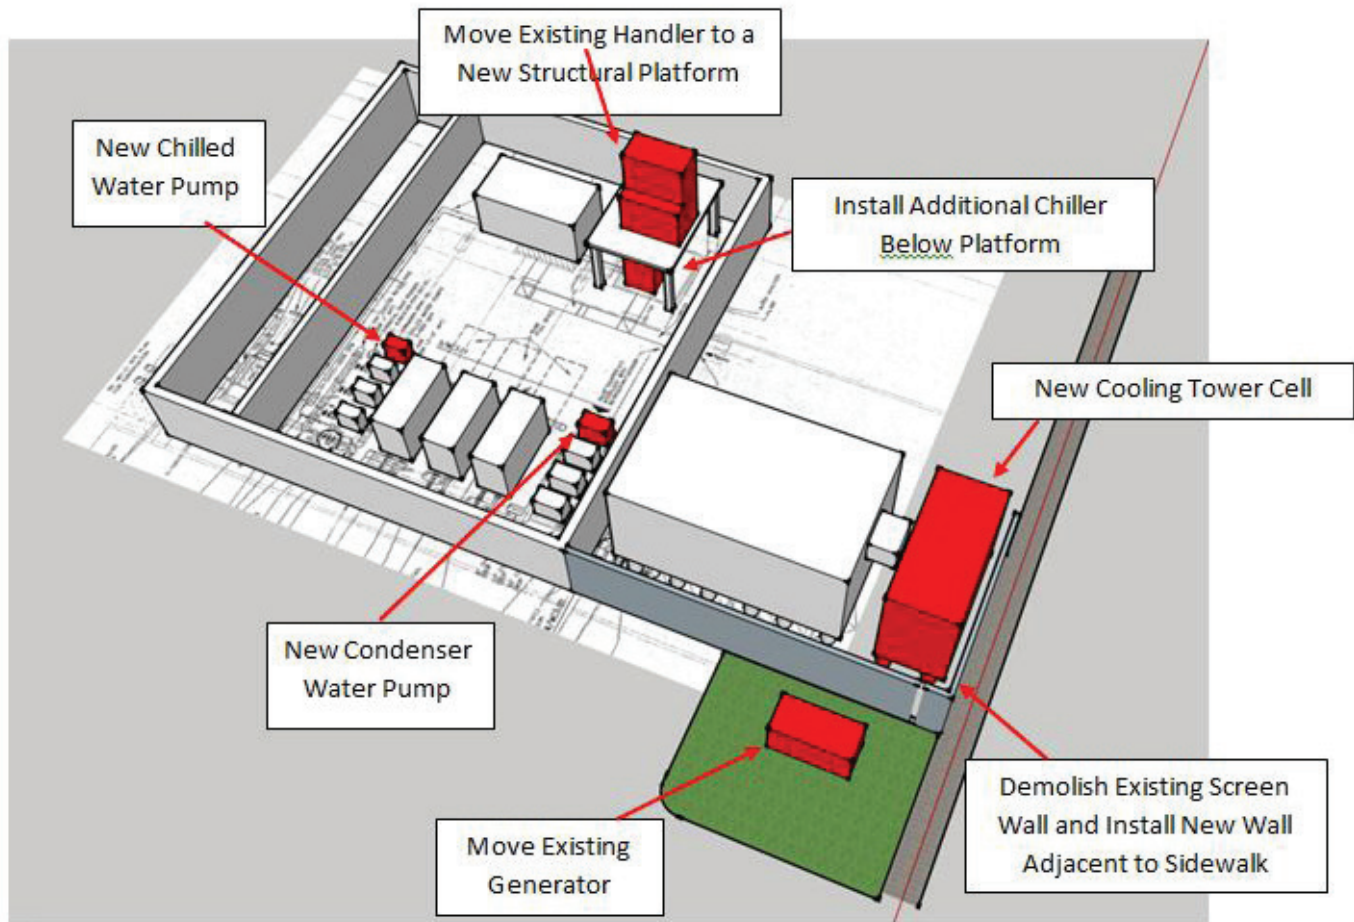 Move Existing Handler to a
New Structural Platform
New Chilled
Water Pump
Install Additional Chiller
Below Platform
New Cooling Tower Cell
New Condenser
Water Pump
Demolish Existing Screen
Wall and Install New Wall
Adjacent to Sidewalk
Move Existing
Generator